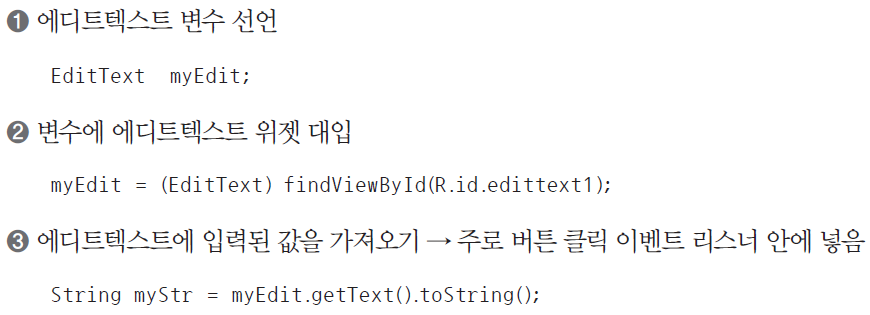 ❶ 에디트텍스트 변수 선언
EditText myEdit;
❷ 변수에 에디트텍스트 위젯 대입
myEdit = (EditText) findViewById(R.id.edittext1);
❸ 에디트텍스트에 입력된 값을 가져오기 → 주로 버튼 클릭 이벤트 리스너 안에 넣음
String myStr = myEdit.getText().toString();